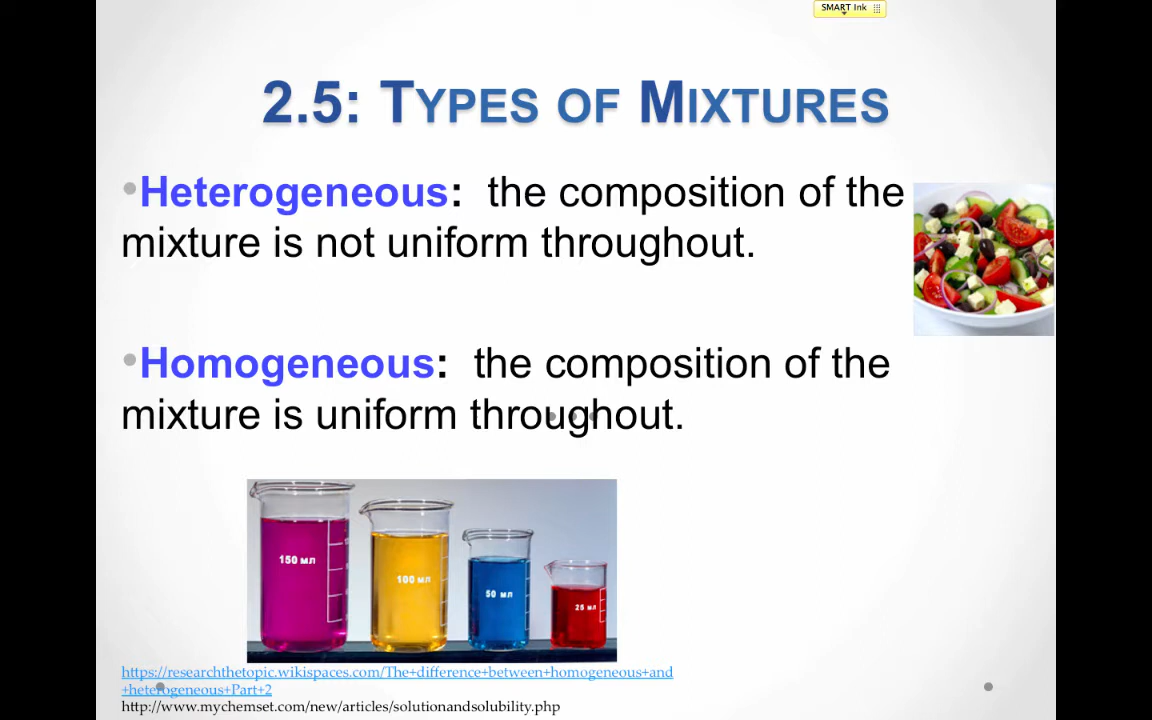 SMART Ink
2.5: TYPES OF MIXTURES
•Heterogeneous: the composition of the
mixture is not uniform throughout.
•Homogeneous: the composition of the
mixture is uniform throughout.
150 мл
100 мл
50 мл
25 мл
https://researchthetopic.wikispaces.com/The+difference+between+homogeneous+and
+heterogeneous+Part+2
http://www.mychemset.com/new/articles/solutionandsolubility.php